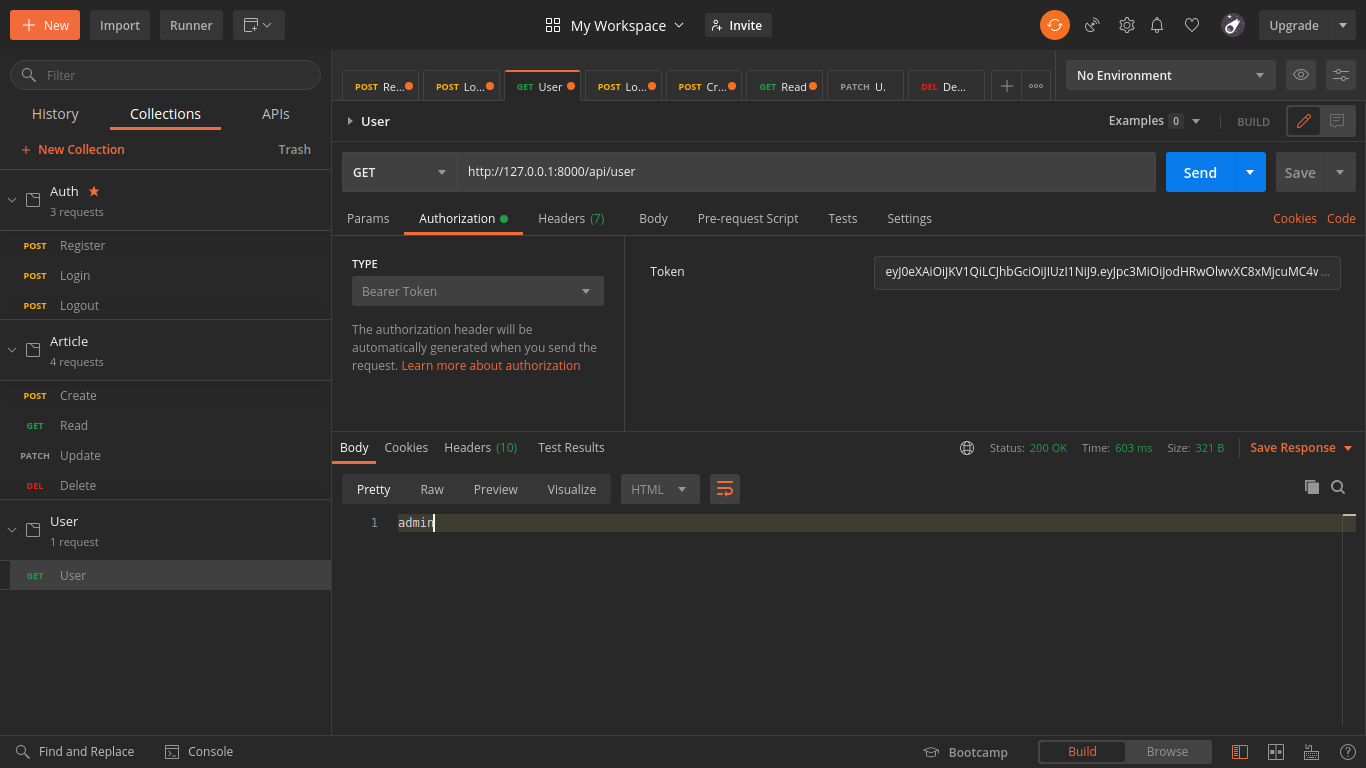 New
Import
Runner
My Workspace
Invite
Upgrade
Filter
History
Collections
APIs
New Collection
Trash
Auth
3 requests
POST Register
POST Login
POST Logout
Article
4 requests
POST Create
GET Read
PATCH Update
DEL Delete
User
1 request
GET User
POST Re...
POST Lo...
GET User
POST Lo...
POST Cr...
GET Read
PATCH U.
DEL De...
No Environment
User
Examples 0
BUILD
GET
http://127.0.0.1:8000/api/user
Send
Save
Params
Authorization
Headers (7)
Body
Pre-request Script
Tests
Settings
Cookies
Code
TYPE
Bearer Token
The authorization header will be
automatically generated when you send the
request. Learn more about authorization
Token
eyJ0eXAiOiJKV1QiLCJhbGciOiJIUzI1NiJ9.eyJpc3MiOiJodHRwOlwvXC8xMjcuMC4w ...
Body
Cookies
Headers (10)
Test Results
Status: 200 OK
Time: 603 ms
Size: 321 B
Save Response
Pretty
Raw
Preview
Visualize
HTML
1 admin
Find and Replace
Console
Bootcamp
Build
Browse